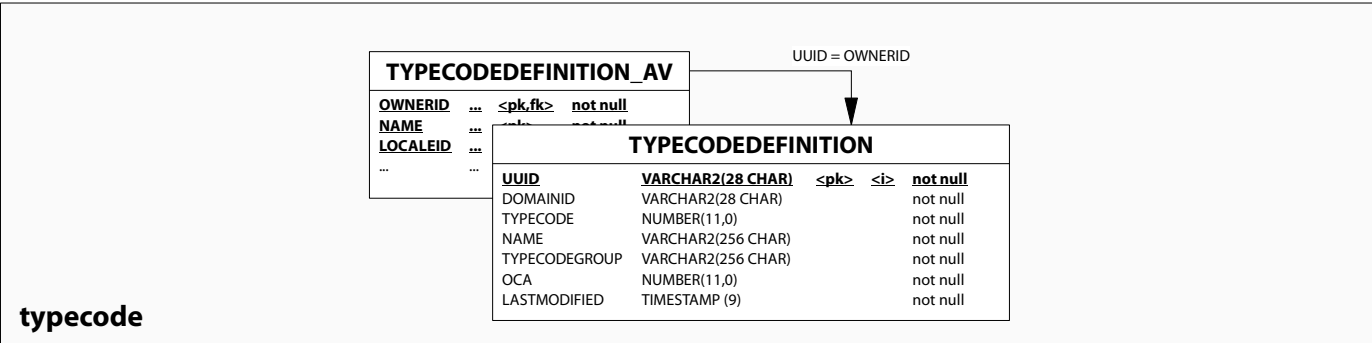 UUID = OWNERID
TYPECODEDEFINITION_AV
OWNERID ... <pk,fk> not null
NAME ...
LOCALEID ...
... ...
TYPECODEDEFINITION
UUID VARCHAR2(28 CHAR) <pk> <i> not null
DOMAINID VARCHAR2(28 CHAR) not null
TYPECODE NUMBER(11,0) not null
NAME VARCHAR2(256 CHAR) not null
TYPECODEGROUP VARCHAR2(256 CHAR) not null
OCA NUMBER(11,0) not null
LASTMODIFIED TIMESTAMP (9) not null
typecode